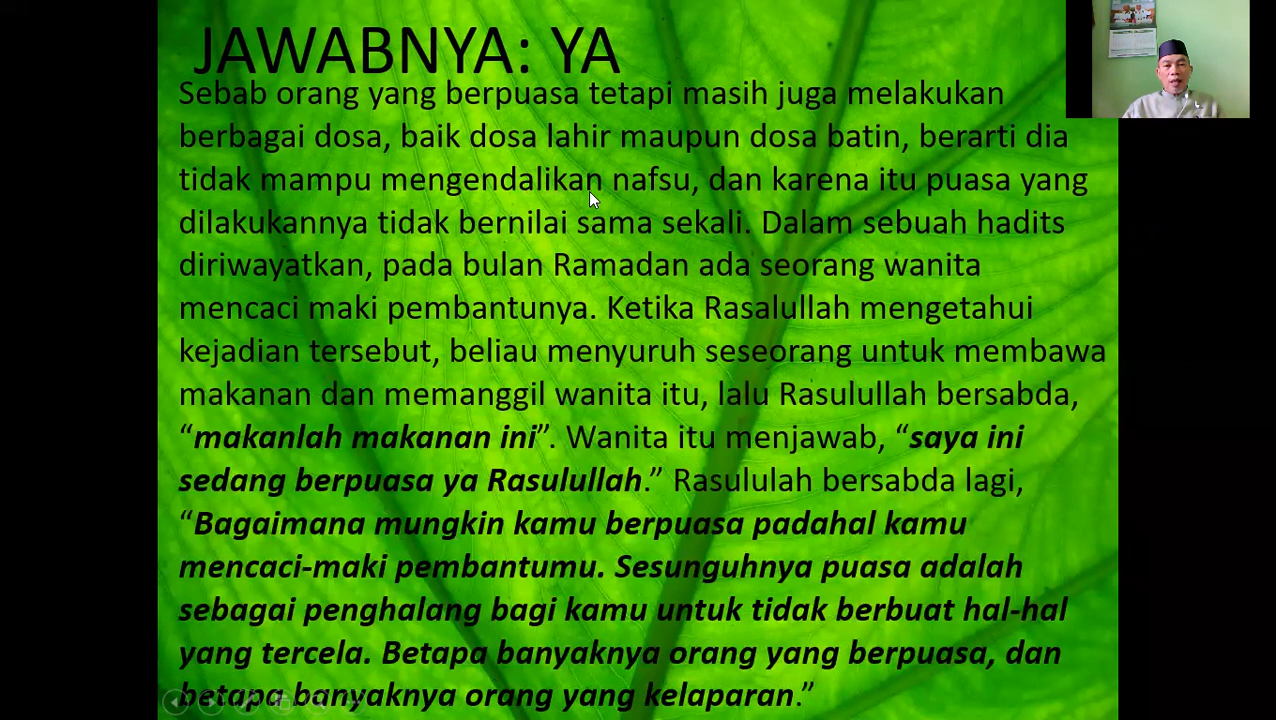 JAWABNYA: YA
Sebab orang yang berpuasa tetapi masih juga melakukan
berbagai dosa, baik dosa lahir maupun dosa batin, berarti dia
tidak mampu mengendalikan nafsu, dan karena itu puasa yang
dilakukannya tidak bernilai sama sekali. Dalam sebuah hadits
diriwayatkan, pada bulan Ramadan ada seorang wanita
mencaci maki pembantunya. Ketika Rasalullah mengetahui
kejadian tersebut, beliau menyuruh seseorang untuk membawa
makanan dan memanggil wanita itu, lalu Rasulullah bersabda,
“makanlah makanan ini”. Wanita itu menjawab, “saya ini
sedang berpuasa ya Rasulullah.” Rasululah bersabda lagi,
“Bagaimana mungkin kamu berpuasa padahal kamu
mencaci-maki pembantumu. Sesunguhnya puasa adalah
sebagai penghalang bagi kamu untuk tidak berbuat hal-hal
yang tercela. Betapa banyaknya orang yang berpuasa, dan
betapa banyaknya orang yang kelaparan.”